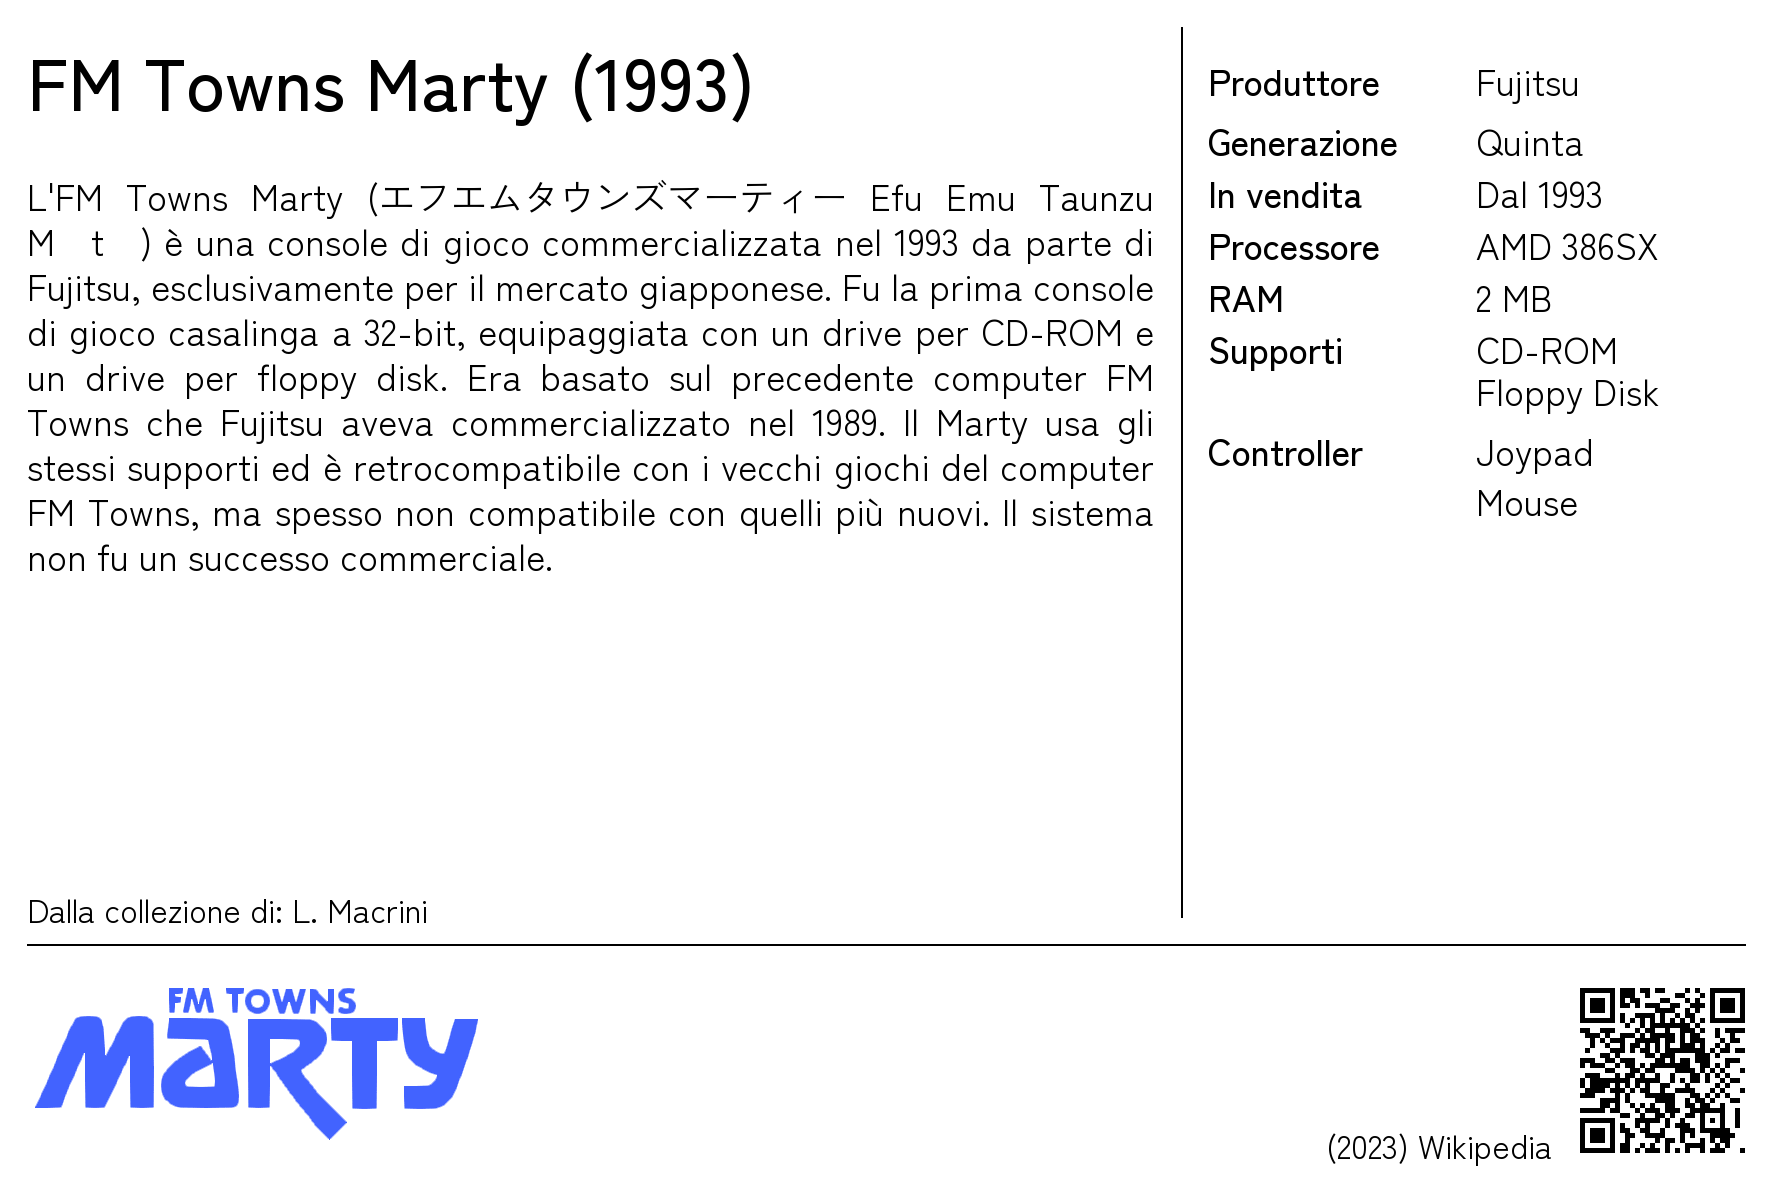 FM Towns Marty (1993)
L'FM Towns Marty (エフエムタウンズマーティー Efu Emu Taunzu
M t ) è una console di gioco commercializzata nel 1993 da parte di
Fujitsu, esclusivamente per il mercato giapponese. Fu la prima console
di gioco casalinga a 32-bit, equipaggiata con un drive per CD-ROM e
un drive per floppy disk. Era basato sul precedente computer FM
Towns che Fujitsu aveva commercializzato nel 1989. Il Marty usa gli
stessi supporti ed è retrocompatibile con i vecchi giochi del computer
FM Towns, ma spesso non compatibile con quelli più nuovi. Il sistema
non fu un successo commerciale.
Dalla collezione di: L. Macrini
Produttore Fujitsu
Generazione Quinta
In vendita Dal 1993
Processore AMD 386SX
RAM 2 MB
Supporti CD-ROM
Floppy Disk
Controller Joypad
Mouse
FM TOWNS
MaRTY
(2023) Wikipedia